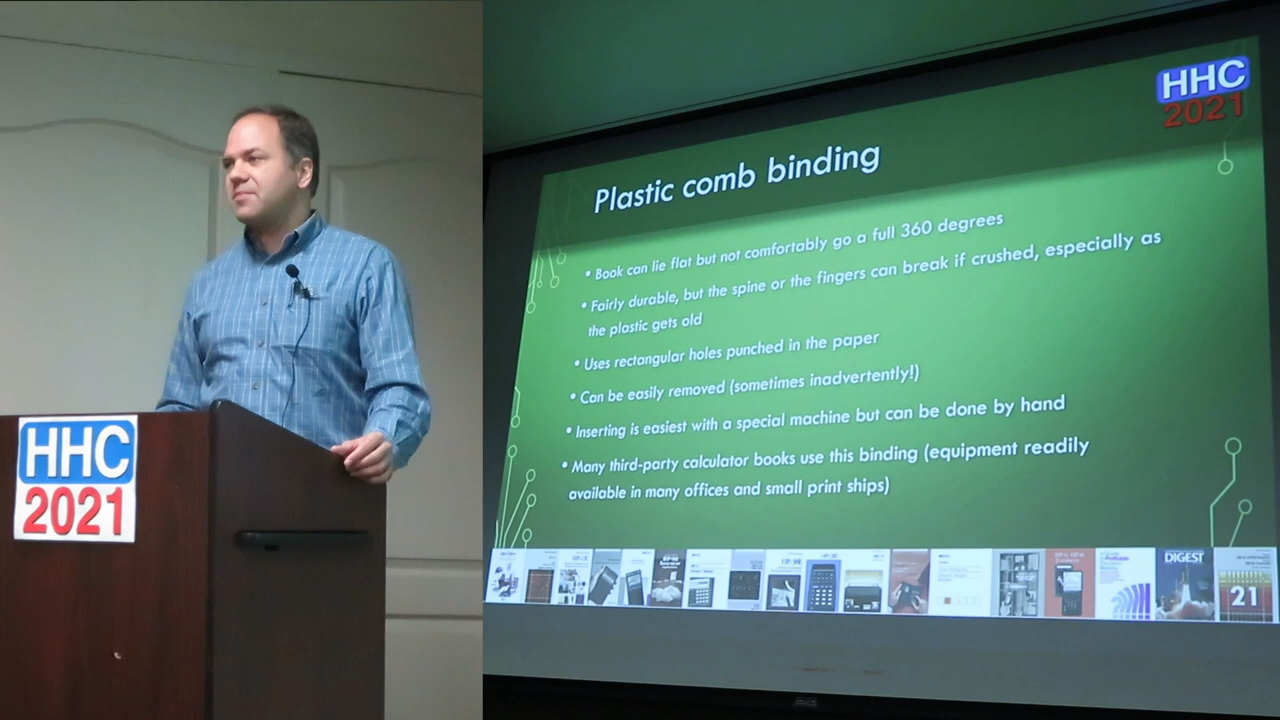 HHC
2021
HHC
2021
Plastic comb binding
• Book can lie flat but not comfortably go a full 360 degrees
• Fairly durable, but the spine or the fingers can break if crushed, especially as
the plastic gets old
• Uses rectangular holes punched in the paper
• Can be easily removed (sometimes inadvertently!)
• Inserting is easiest with a special machine but can be done by hand
• Many third-party calculator books use this binding (equipment readily
available in many offices and small print ships)
DIGEST
21